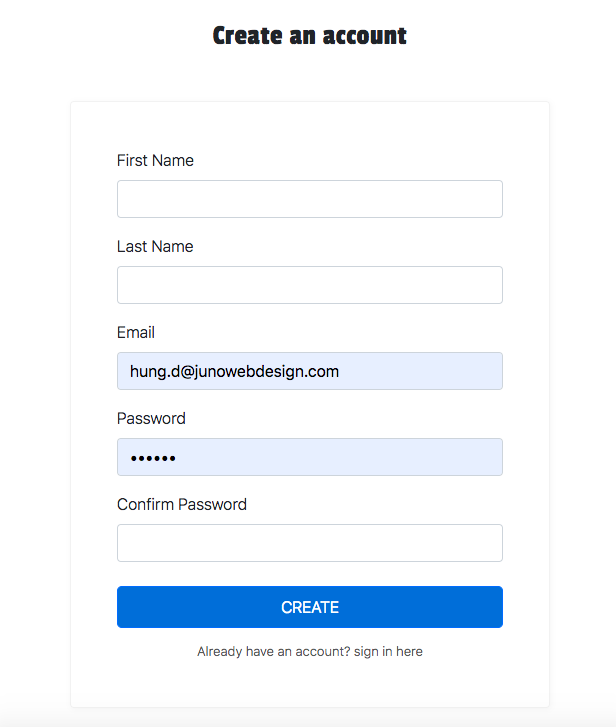 Create an account
First Name
Last Name
Email
hung.d@junowebdesign.com
Password
••••••
Confirm Password
CREATE
Already have an account? sign in here